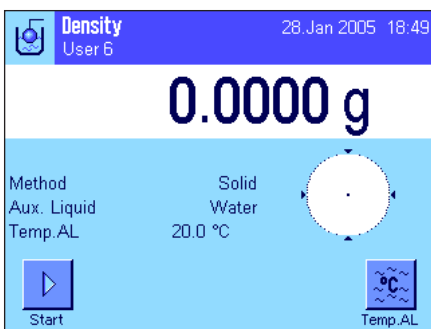 Density 28.Jan 2005 18:49
User 6
0.0000 g
Method Solid
Aux. Liquid Water
Temp.AL 20.0 °C
°C
Start Temp.AL